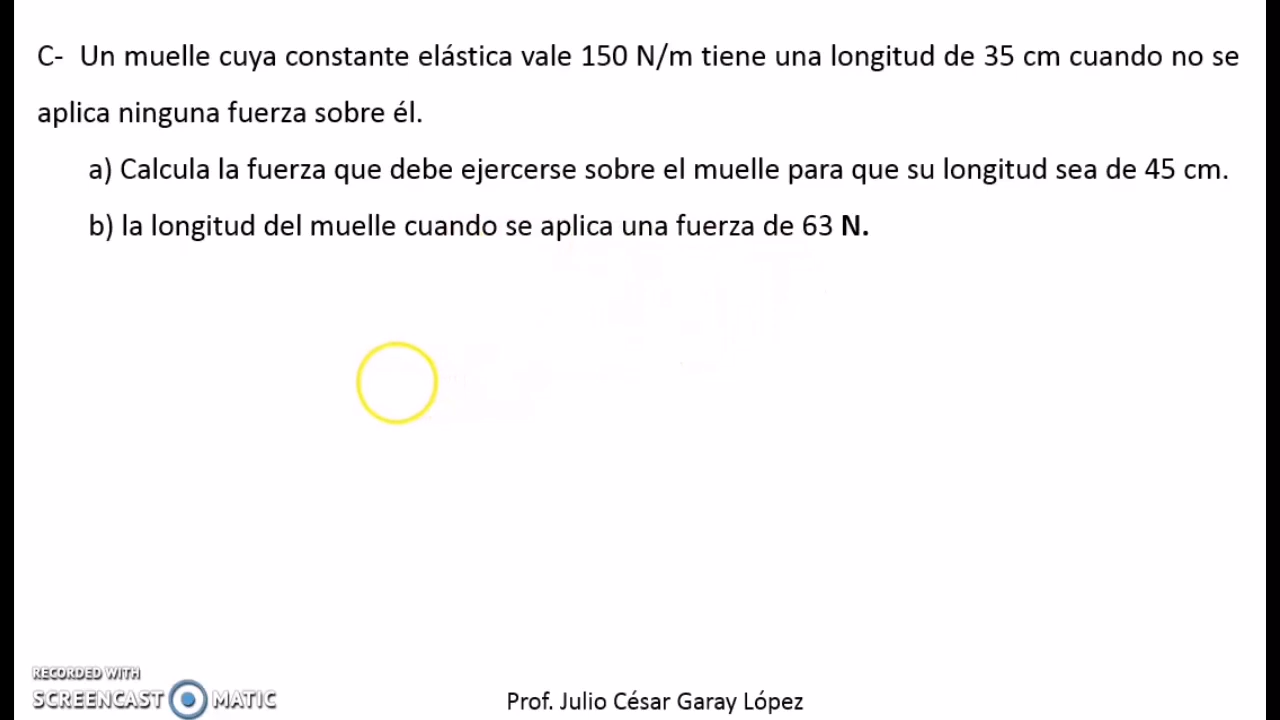 C- Un muelle cuya constante elástica vale 150 N/m tiene una longitud de 35 cm cuando no se
aplica ninguna fuerza sobre él.
a) Calcula la fuerza que debe ejercerse sobre el muelle para que su longitud sea de 45 cm.
b) la longitud del muelle cuando se aplica una fuerza de 63 N.
RECORDED WITH
SCREENCAST MATIC
Prof. Julio César Garay López